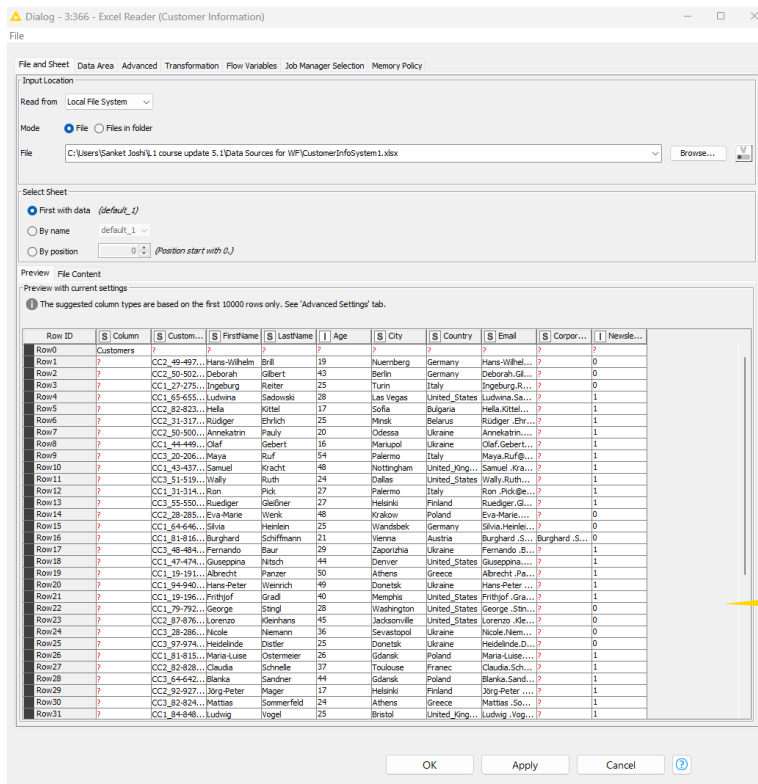 Dialog - 3:366 - Excel Reader (Customer Information)
File
File and Sheet Data Area Advanced Transformation Flow Variables Job Manager Selection Memory Policy
Input Location
Read from Local File System
Mode File Files in folder
File C:\Users\Sanket Joshi\L1 course update 5.1\Data Sources for WF\CustomerInfoSystem1.xlsx Browse... V
Select Sheet
First with data (default_1)
By name default_1
By position 0 (Position start with 0.)
Preview File Content
Preview with current settings
The suggested column types are based on the first 10000 rows only. See 'Advanced Settings' tab.
Row ID S Column S Custom... S FirstName S LastName I Age S City S Country S Email S Corpor... I Newsle...
Row0 Customers ? ? ? ? ? ? ? ? ?
Row1 ? CC2_49-497... Hans-Wilhelm Brill 19 Nuernberg Germany Hans-Wilhel... ? 0
Row2 ? CC2_50-502... Deborah Gilbert 43 Berlin Germany Deborah.Gil... ? 0
Row3 ? CC1_27-275... Ingeburg Reiter 25 Turin Italy Ingeburg.R... ? 0
Row4 ? CC1_65-655... Ludwina Sadowski 28 Las Vegas United_States Ludwina.Sa... ? 1
Row5 ? CC2_82-823... Hella Kittel 17 Sofia Bulgaria Hella.Kittel... ? 1
Row6 ? CC2_31-317... Rüdiger Ehrlich 25 Minsk Belarus Rüdiger .Ehr... ? 1
Row7 ? CC2_50-500... Annekatrin Pauly 20 Odessa Ukraine Annekatrin.... ? 1
Row8 ? CC1_44-449... Olaf Gebert 16 Mariupol Ukraine Olaf.Gebert... ? 1
Row9 ? CC3_20-206... Maya Ruf 54 Palermo Italy Maya.Ruf@... ? 1
Row10 ? CC1_43-437... Samuel Kracht 48 Nottingham United_King... Samuel .Kra... ? 1
Row11 ? CC3_51-519... Wally Ruth 24 Dallas United_States Wally.Ruth... ? 1
Row12 ? CC1_31-314... Ron Pick 27 Palermo Italy Ron .Pick@e... ? 1
Row13 ? CC3_55-550... Ruediger Gleißner 27 Helsinki Finland Ruediger.Gl... ? 1
Row14 ? CC2_28-285... Eva-Marie Wenk 48 Krakow Poland Eva-Marie.... ? 0
Row15 ? CC1_64-646... Silvia Heinlein 25 Wandsbek Germany Silvia.Heinlei... ? 0
Row16 ? CC1_81-816... Burghard Schiffmann 21 Vienna Austria Burghard .S... Burghard .S... 0
Row17 ? CC3_48-484... Fernando Baur 29 Zaporizhia Ukraine Fernando .B... ? 1
Row18 ? CC1_47-474... Giuseppina Nitsch 44 Denver United_States Giuseppina.... ? 1
Row19 ? CC1_19-191... Albrecht Panzer 50 Athens Greece Albrecht .Pa... ? 1
Row20 ? CC1_94-940... Hans-Peter Weinrich 49 Donetsk Ukraine Hans-Peter ... ? 1
Row21 ? CC1_19-196... Frithjof Gradl 40 Memphis United_States Frithjof .Gra... ? 1
Row22 ? CC1_79-792... George Stingl 28 Washington United_States George .Stin... ? 0
Row23 ? CC2_87-876... Lorenzo Kleinhans 45 Jacksonville United_States Lorenzo .Kle... ? 0
Row24 ? CC3_28-286... Nicole Niemann 36 Sevastopol Ukraine Nicole.Niem... ? 0
Row25 ? CC3_97-974... Heidelinde Distler 25 Donetsk Ukraine Heidelinde.D... ? 0
Row26 ? CC1_81-815... Maria-Luise Ostermeier 26 Gdansk Poland Maria-Luise.... ? 1
Row27 ? CC2_82-828... Claudia Schnelle 37 Toulouse Franec Claudia.Sch... ? 1
Row28 ? CC3_64-642... Blanka Sandner 44 Gdansk Poland Blanka.Sand... ? 1
Row29 ? CC2_92-927... Jörg-Peter Mager 17 Helsinki Finland Jörg-Peter .... ? 1
Row30 ? CC3_82-824... Mattias Sommerfeld 24 Athens Greece Mattias .So... ? 1
Row31 ? CC1_84-848... Ludwig Vogel 25 Bristol United_King... Ludwig .Vog... ? 1
OK Apply Cancel ?